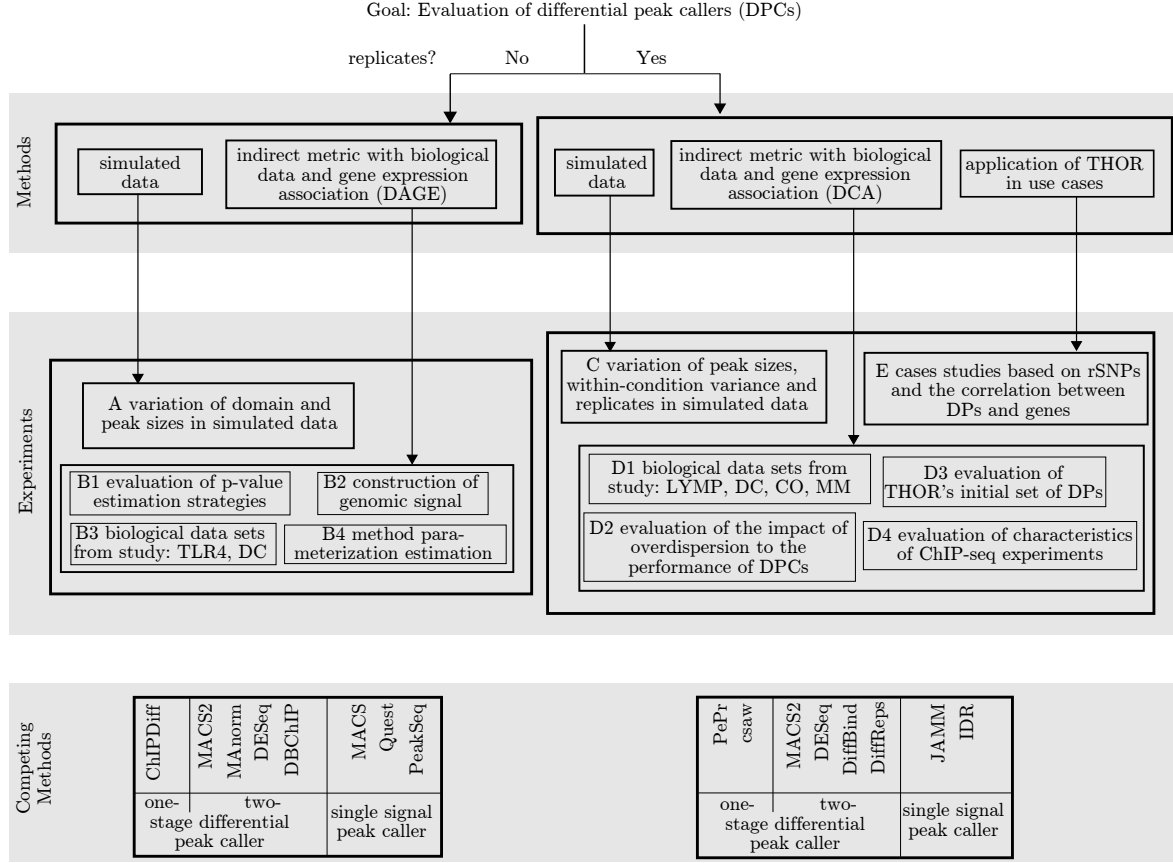 Goal: Evaluation of differential peak callers (DPCs)
replicates?
No
Yes
Methods
simulated
data
indirect metric with biological
data and gene expression
association (DAGE)
simulated
data
indirect metric with biological
data and gene expression
association (DCA)
application of THOR
in use cases
Experiments
A variation of domain and
peak sizes in simulated data
B1 evaluation of p-value
estimation strategies
B2 construction of
genomic signal
B3 biological data sets
from study: TLR4, DC
B4 method para-
meterization estimation
C variation of peak sizes,
within-condition variance and
replicates in simulated data
E cases studies based on rSNPs
and the correlation between
DPs and genes
D1 biological data sets from
study: LYMP, DC, CO, MM
D3 evaluation of
THOR's initial set of DPs
D2 evaluation of the impact of
overdispersion to the
performance of DPCs
D4 evaluation of characteristics
of ChIP-seq experiments
Competing
Methods
ChIPDiff
MACS2
MAnorm
DESeq
DBChIP
MACS
Quest
PeakSeq
one-
two-
stage differential
peak caller
single signal
peak caller
PePr
csaw
MACS2
DESeq
DiffBind
DiffReps
JAMM
IDR
one-
two-
stage differential
peak caller
single signal
peak caller